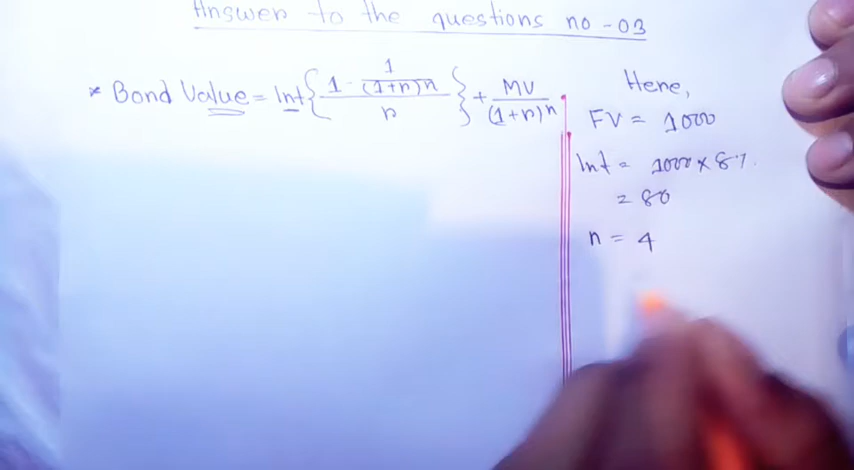 Answer to the questions no - 03
* Bond Value = Int { (1 - 1/(1+r)n) / r } + MV/(1+r)n
Here,
FV = 1000
Int = 1000 × 8%.
= 80
n = 4